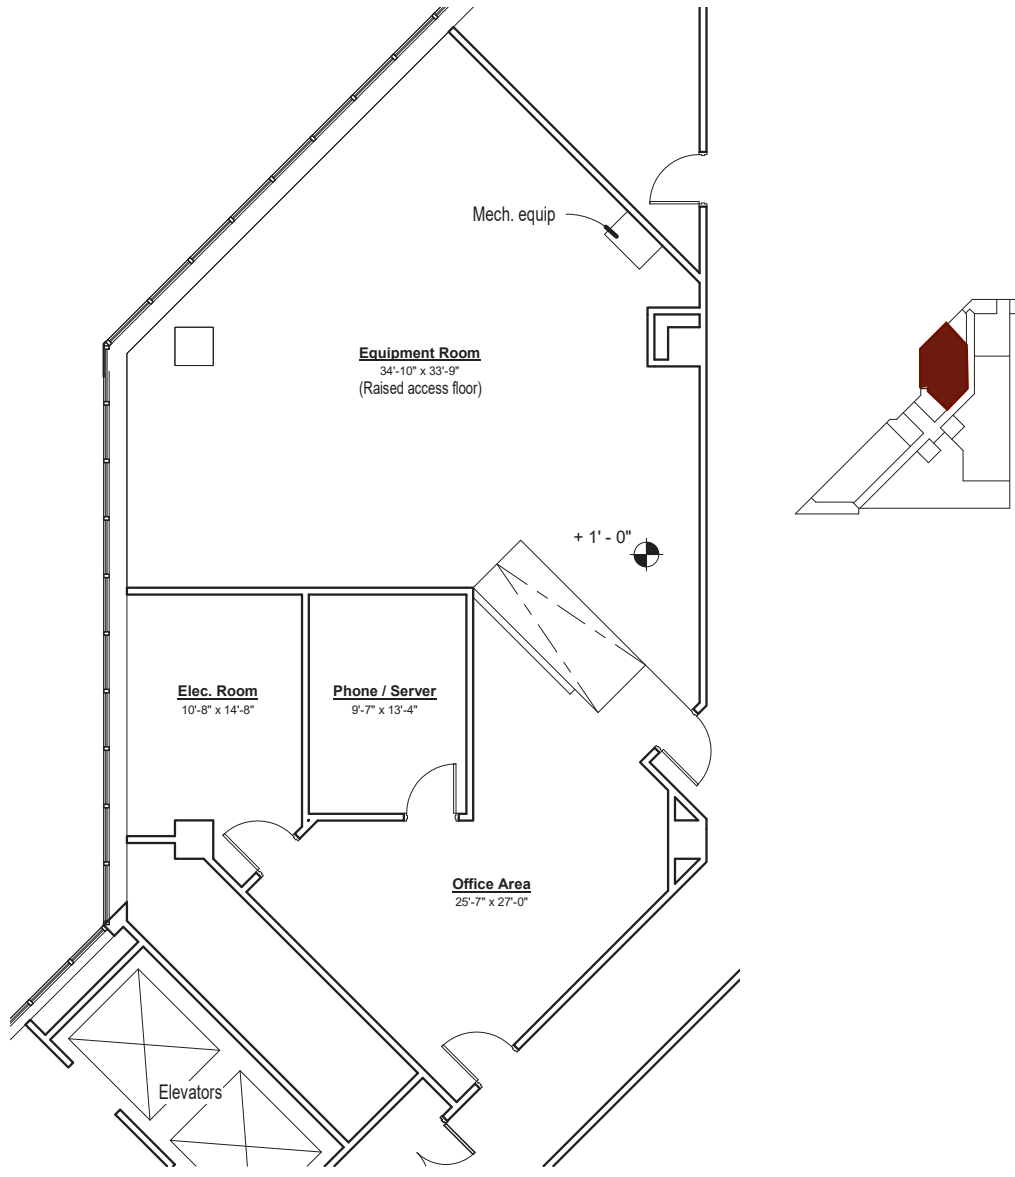 Mech. equip
Equipment Room
34'-10" x 33'-9"
(Raised access floor)
+ 1' - 0"
Elec. Room
10'-8" x 14'-8"
Phone / Server
9'-7" x 13'-4"
Office Area
25'-7" x 27'-0"
Elevators